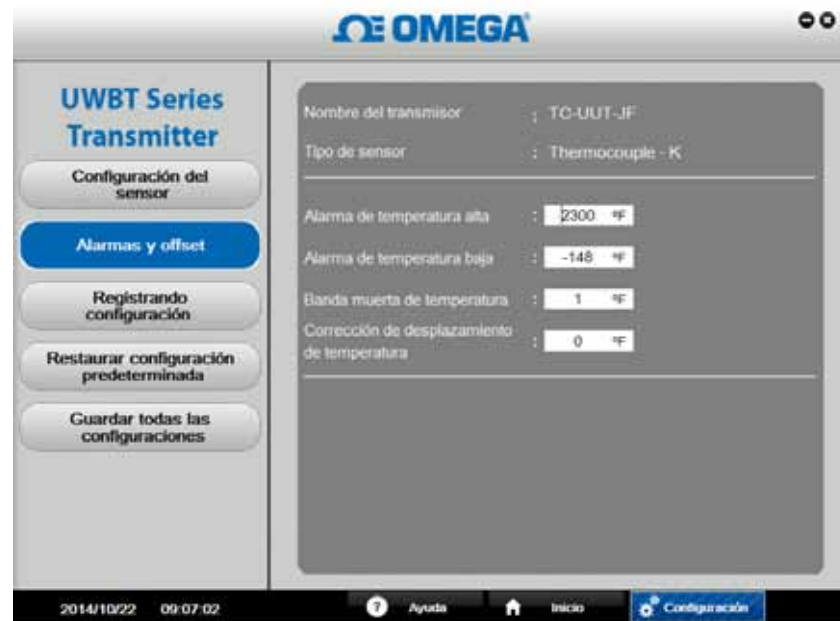 OMEGA
UWBT Series
Transmitter
Configuración del
sensor
Alarmas y offset
Registrando
configuración
Restaurar configuración
predeterminada
Guardar todas las
configuraciones
Nombre del transmisor : TC-UUT-JF
Tipo de sensor : Thermocouple - K
Alarma de temperatura alta : 2300 °F
Alarma de temperatura baja : -148 °F
Banda muerta de temperatura : 1 °F
Corrección de desplazamiento
de temperatura : 0 °F
2014/10/22 09:07:02
? Ayuda
Inicio
Configuración